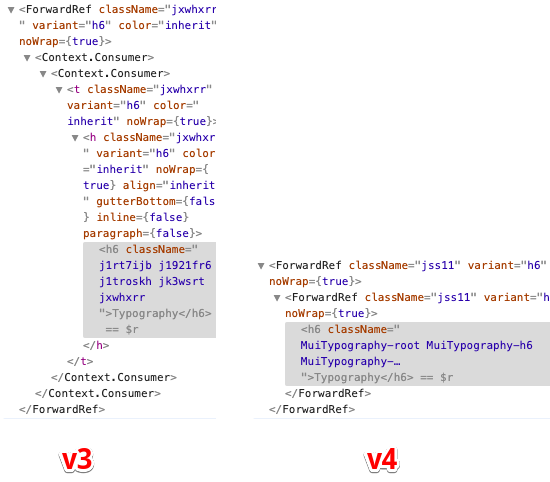 ▼ <ForwardRef className="jxwhxrr
" variant="h6" color="inherit"
noWrap={true}>
▼ <Context.Consumer>
▼ <Context.Consumer>
▼ <t className="jxwhxrr"
variant="h6" color="
inherit" noWrap={true}>
▼ <h className="jxwhxr
" variant="h6" color
="inherit" noWrap={
true} align="inherit
" gutterBottom={fals
} inline={false}
paragraph={false}>
<h6 className="
j1rt7ijb j1921fr6
j1troskh jk3wsrt
jxwhxrr
">Typography</h6>
== $r
</h>
</t>
</Context.Consumer>
</Context.Consumer>
</ForwardRef>
v3
▼ <ForwardRef className="jss11" variant="h6"
noWrap={true}>
▼ <ForwardRef className="jss11" variant="h
noWrap={true}>
<h6 className="
MuiTypography-root MuiTypography-h6
MuiTypography-…
">Typography</h6> == $r
</ForwardRef>
</ForwardRef>
v4